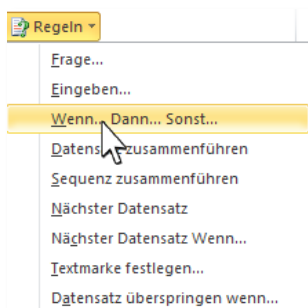 Regeln
Frage...
Eingeben...
Wenn... Dann... Sonst...
Datensatz zusammenführen
Sequenz zusammenführen
Nächster Datensatz
Nächster Datensatz Wenn...
Textmarke festlegen...
Datensatz überspringen wenn...